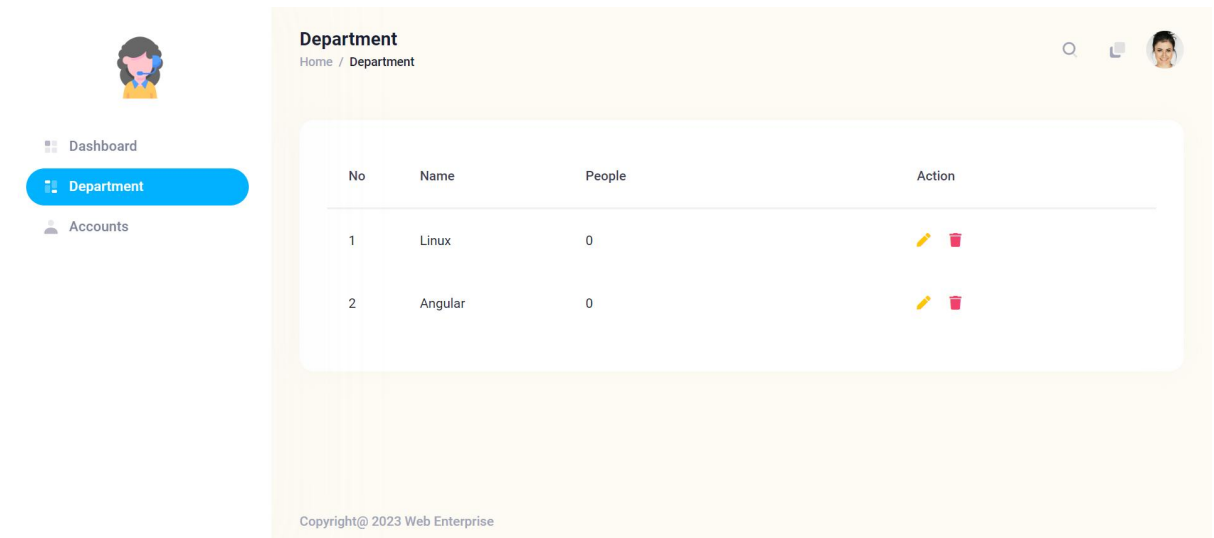 Department
Home / Department
Dashboard
Department
Accounts
No Name People Action
1 Linux 0
2 Angular 0
Copyright@ 2023 Web Enterprise